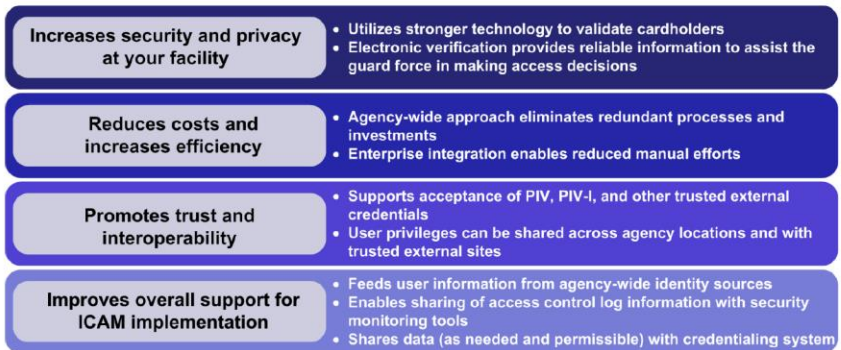 Increases security and privacy
at your facility
• Utilizes stronger technology to validate cardholders
• Electronic verification provides reliable information to assist the
guard force in making access decisions
Reduces costs and
increases efficiency
• Agency-wide approach eliminates redundant processes and
investments
• Enterprise integration enables reduced manual efforts
Promotes trust and
interoperability
• Supports acceptance of PIV, PIV-I, and other trusted external
credentials
• User privileges can be shared across agency locations and with
trusted external sites
Improves overall support for
ICAM implementation
• Feeds user information from agency-wide identity sources
• Enables sharing of access control log information with security
monitoring tools
• Shares data (as needed and permissible) with credentialing system